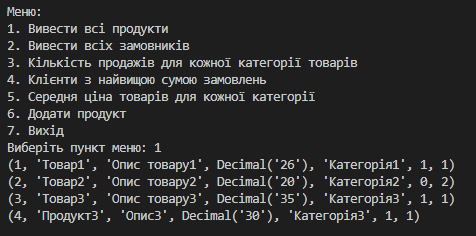 Меню:
1. Вивести всі продукти
2. Вивести всіх замовників
3. Кількість продажів для кожної категорії товарів
4. Клієнти з найвищою сумою замовлень
5. Середня ціна товарів для кожної категорії
6. Додати продукт
7. Вихід
Виберіть пункт меню: 1
(1, 'Товар1', 'Опис товару1', Decimal('26'), 'Категорія1', 1, 1)
(2, 'Товар2', 'Опис товару2', Decimal('20'), 'Категорія2', 0, 2)
(3, 'Товар3', 'Опис товару3', Decimal('35'), 'Категорія3', 1, 1)
(4, 'Продукт3', 'Опис3', Decimal('30'), 'Категорія3', 1, 1)